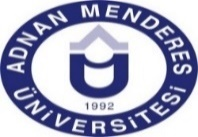 ADNAN MENDERES
1992
ÜNİVERSİTESİ